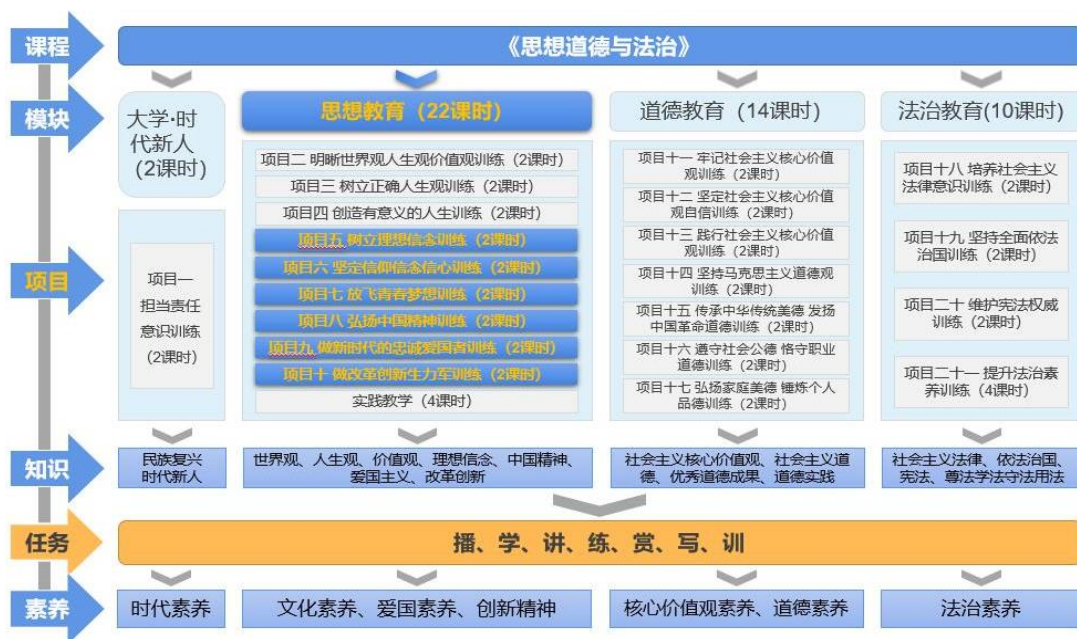 课程
《思想道德与法治》
模块
大学·时
代新人
(2课时)
思想教育（22课时）
道德教育（14课时）
法治教育(10课时)
项目
项目一
担当责任
意识训练
(2课时)
项目二 明晰世界观人生观价值观训练（2课时）
项目三 树立正确人生观训练（2课时）
项目四 创造有意义的人生训练（2课时）
项目五 树立理想信念训练（2课时）
项目六 坚定信仰信念信心训练（2课时）
项目七 放飞青春梦想训练（2课时）
项目八 弘扬中国精神训练（2课时）
项目九 做新时代的忠诚爱国者训练（2课时）
项目十 做改革创新生力军训练（2课时）
实践教学（4课时）
项目十一 牢记社会主义核心价值
观训练（2课时）
项目十二 坚定社会主义核心价值
观自信训练（2课时）
项目十三 践行社会主义核心价值
观训练（2课时）
项目十四 坚持马克思主义道德观
训练（2课时）
项目十五 传承中华传统美德 发扬
中国革命道德训练（2课时）
项目十六 遵守社会公德 恪守职业
道德训练（2课时）
项目十七 弘扬家庭美德 锤炼个人
品德训练（2课时）
项目十八 培养社会主义
法律意识训练（2课时）
项目十九 坚持全面依法
治国训练（2课时）
项目二十 维护宪法权威
训练（2课时）
项目二十一 提升法治素
养训练（4课时）
知识
民族复兴
时代新人
世界观、人生观、价值观、理想信念、中国精神、
爱国主义、改革创新
社会主义核心价值观、社会主义道
德、优秀道德成果、道德实践
社会主义法律、依法治国、
宪法、尊法学法守法用法
任务
播、学、讲、练、赏、写、训
素养
时代素养
文化素养、爱国素养、创新精神
核心价值观素养、道德素养
法治素养